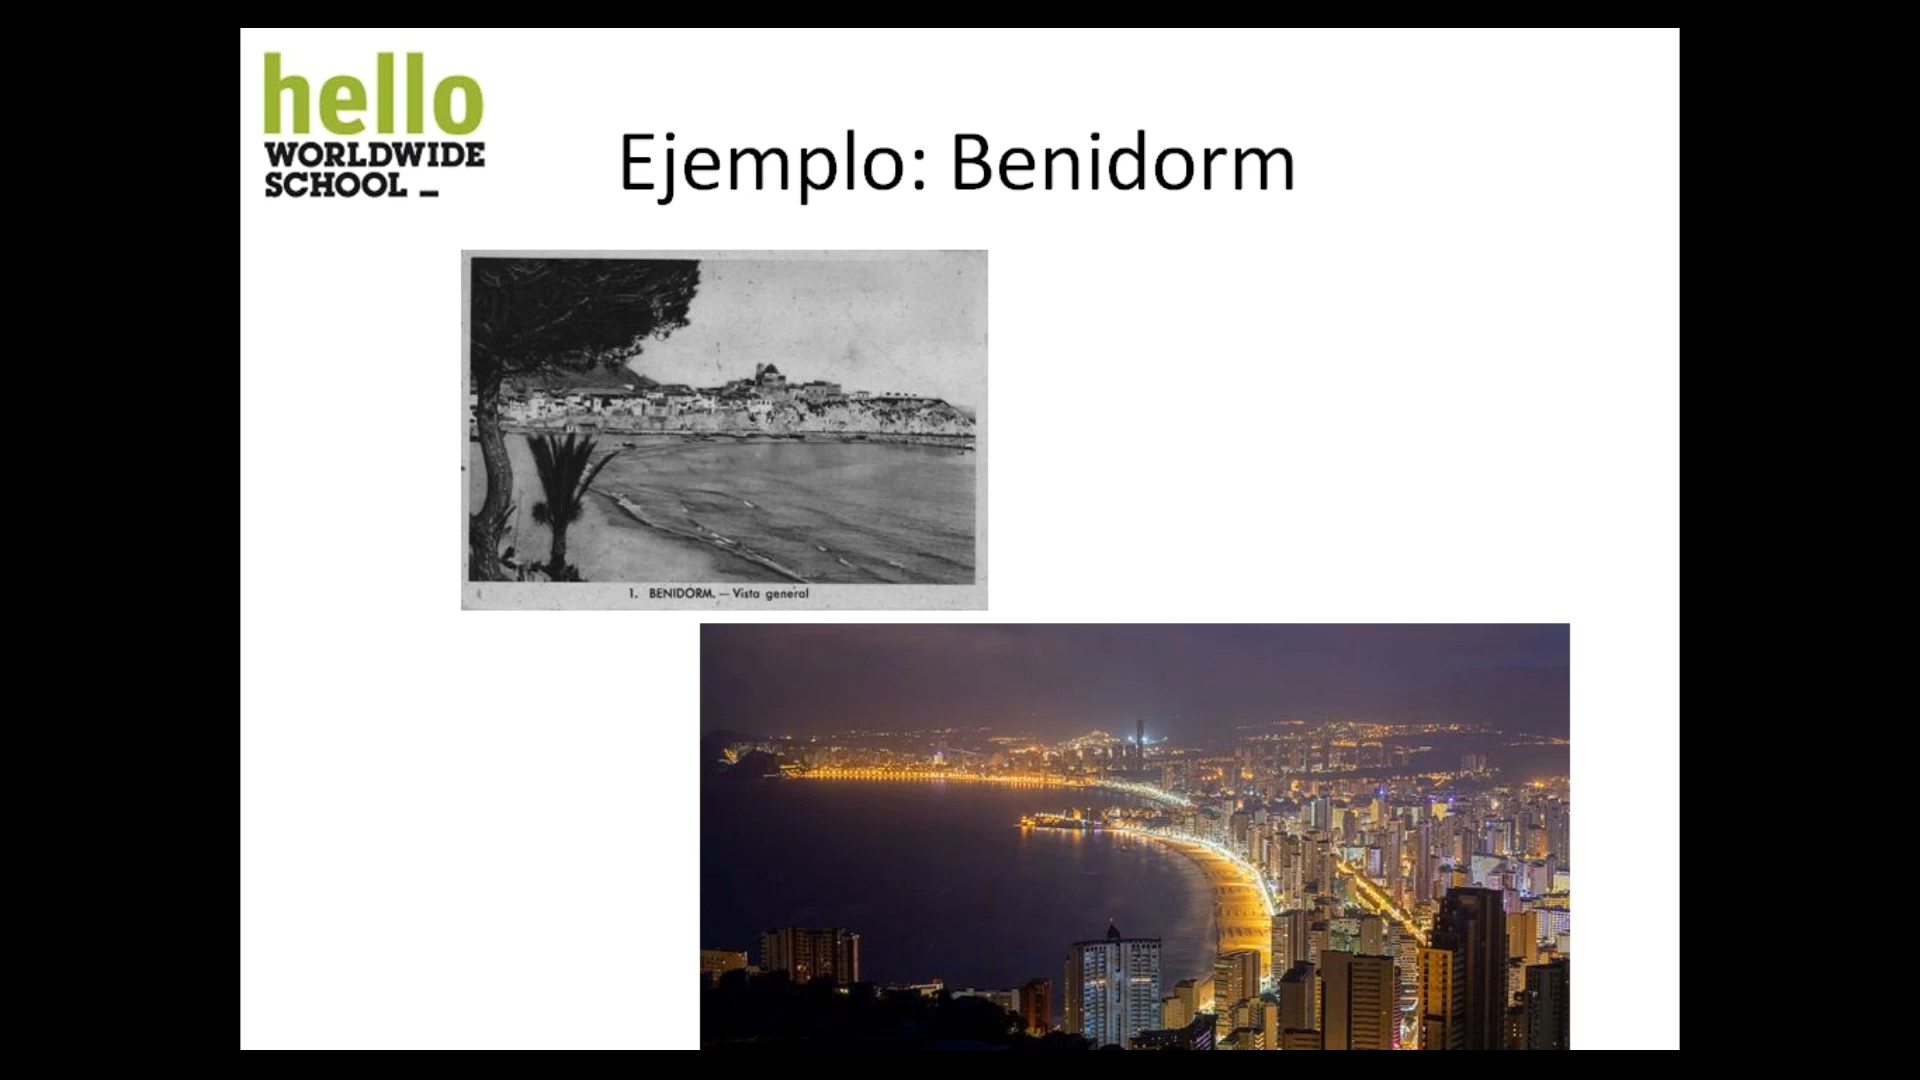 hello
WORLDWIDE
SCHOOL _
Ejemplo: Benidorm
1. BENIDORM. — Vista general